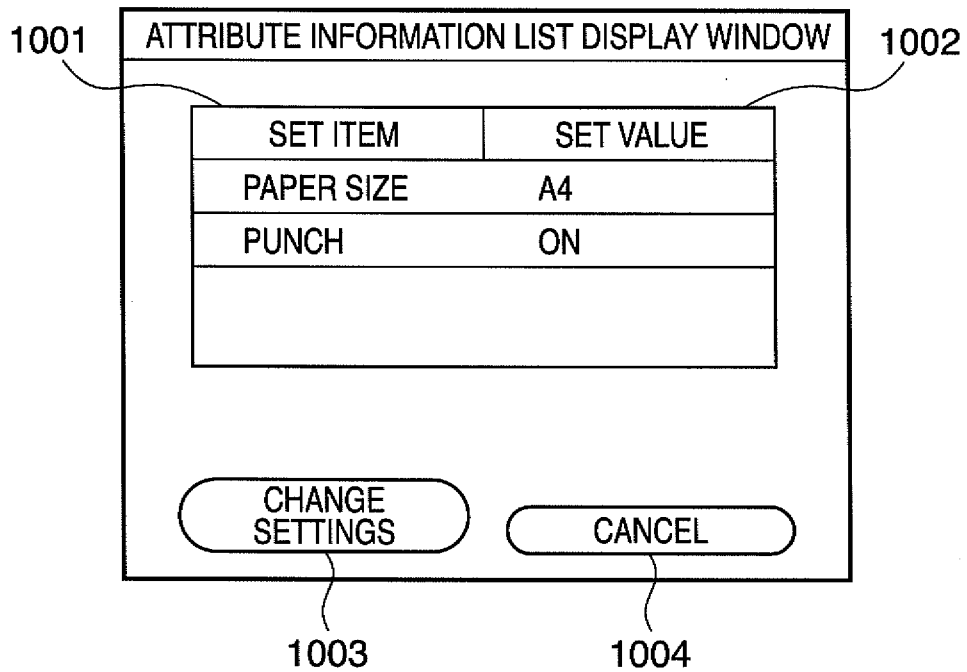 ATTRIBUTE INFORMATION LIST DISPLAY WINDOW
1001
1002
SET ITEM SET VALUE
PAPER SIZE A4
PUNCH ON
CHANGE
SETTINGS
CANCEL
1003
1004